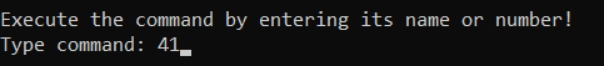 Execute the command by entering its name or number!
Type command: 41